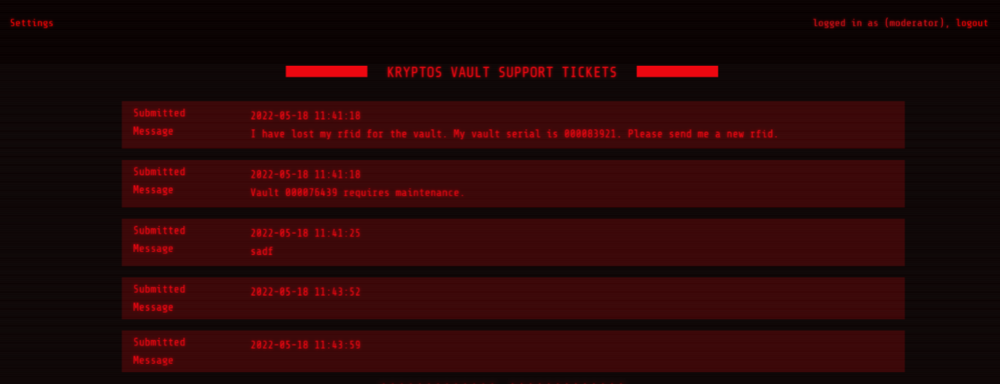 Settings
logged in as (moderator), logout
KRYPTOS VAULT SUPPORT TICKETS
Submitted 2022-05-18 11:41:18
Message I have lost my rfid for the vault. My vault serial is 000083921. Please send me a new rfid.
Submitted 2022-05-18 11:41:18
Message Vault 000076439 requires maintenance.
Submitted 2022-05-18 11:41:25
Message sadf
Submitted 2022-05-18 11:43:52
Message
Submitted 2022-05-18 11:43:59
Message